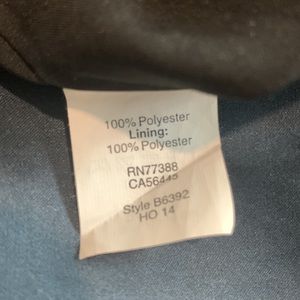 100% Polyester
Lining:
100% Polyester
RN77388
CA56445
Style B6392
HO 14